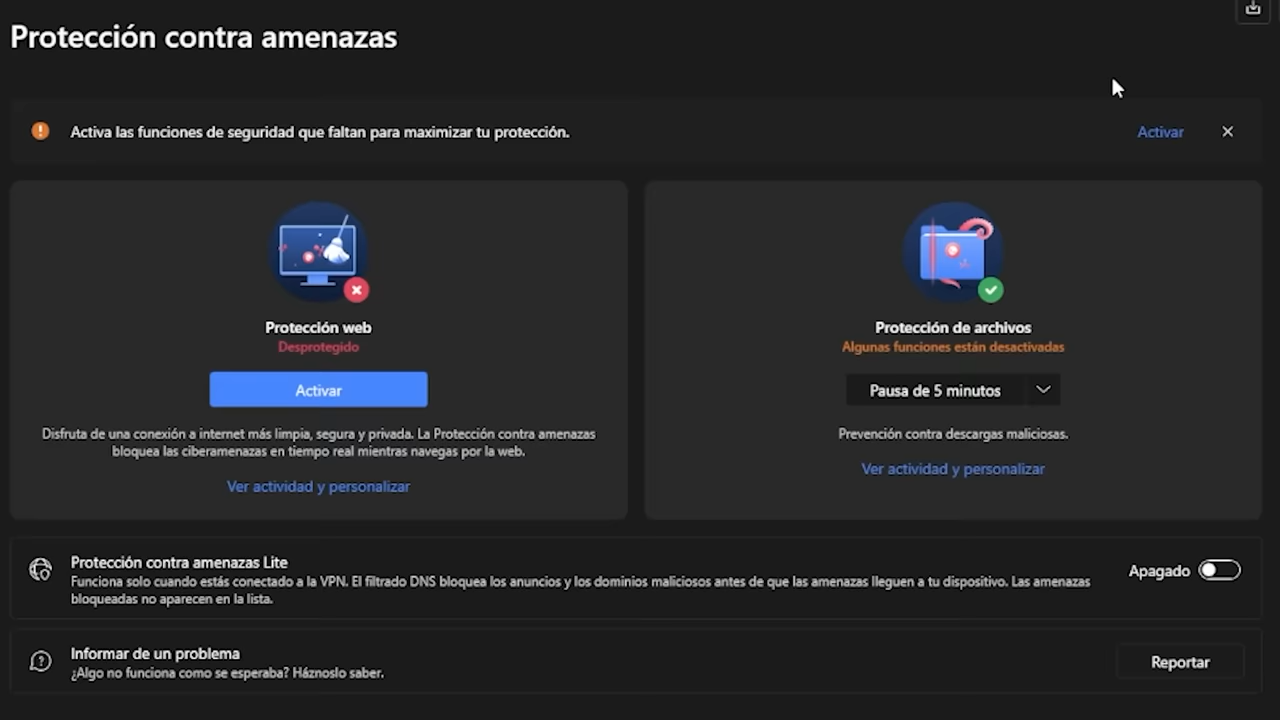 Protección contra amenazas
Activa las funciones de seguridad que faltan para maximizar tu protección.
Activar
Protección web
Desprotegido
Activar
Disfruta de una conexión a internet más limpia, segura y privada. La Protección contra amenazas
bloquea las ciberamenazas en tiempo real mientras navegas por la web.
Ver actividad y personalizar
Protección de archivos
Algunas funciones están desactivadas
Pausa de 5 minutos
Prevención contra descargas maliciosas.
Ver actividad y personalizar
Protección contra amenazas Lite
Funciona solo cuando estás conectado a la VPN. El filtrado DNS bloquea los anuncios y los dominios maliciosos antes de que las amenazas lleguen a tu dispositivo. Las amenazas
bloqueadas no aparecen en la lista.
Apagado
Informar de un problema
¿Algo no funciona como se esperaba? Háznoslo saber.
Reportar